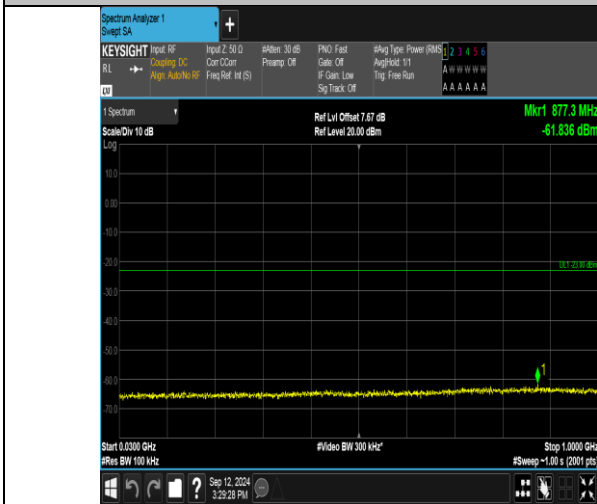 Spectrum Analyzer 1
Swept SA
+
KEYSIGHT Input: RF Input Z: 50 Ω #Atten: 30 dB PNO: Fast #Avg Type: Power (RMS 1 2 3 4 5 6
RL Coupling: DC Corr CCorr Preamp: Off Gate: Off Avg|Hold: 1/1 A W W W W W
Align: Auto/No RF Freq Ref: Int (S) IF Gain: Low Trig: Free Run
Sig Track: Off A A A A A A
1 Spectrum Ref Lvl Offset 7.67 dB Mkr1 877.3 MHz
Scale/Div 10 dB Ref Level 20.00 dBm -61.836 dBm
Log
10.0
0.00
-10.0
-20.0
DL1 -23.00 dBm
-30.0
-40.0
-50.0
1
-60.0
-70.0
Start 0.0300 GHz #Video BW 300 kHz* Stop 1.0000 GHz
#Res BW 100 kHz #Sweep ~1.00 s (2001 pts)
? Sep 12, 2024
3:29:28 PM